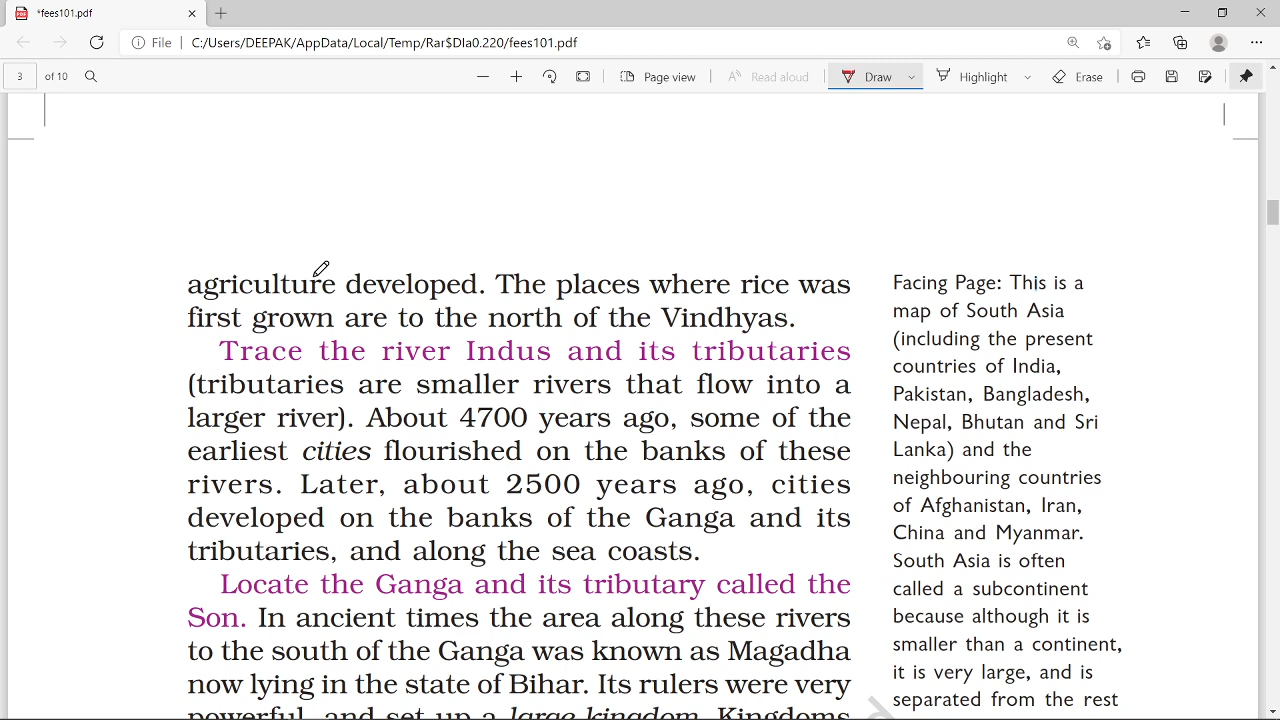 *fees101.pdf
File
C:/Users/DEEPAK/AppData/Local/Temp/Rar$DIa0.220/fees101.pdf
3 of 10
Page view
Read aloud
Draw
Highlight
Erase
agriculture developed. The places where rice was
first grown are to the north of the Vindhyas.
Trace the river Indus and its tributaries
(tributaries are smaller rivers that flow into a
larger river). About 4700 years ago, some of the
earliest cities flourished on the banks of these
rivers. Later, about 2500 years ago, cities
developed on the banks of the Ganga and its
tributaries, and along the sea coasts.
Locate the Ganga and its tributary called the
Son. In ancient times the area along these rivers
to the south of the Ganga was known as Magadha
now lying in the state of Bihar. Its rulers were very
powerful, and set up a large kingdom. Kingdoms
Facing Page: This is a
map of South Asia
(including the present
countries of India,
Pakistan, Bangladesh,
Nepal, Bhutan and Sri
Lanka) and the
neighbouring countries
of Afghanistan, Iran,
China and Myanmar.
South Asia is often
called a subcontinent
because although it is
smaller than a continent,
it is very large, and is
separated from the rest